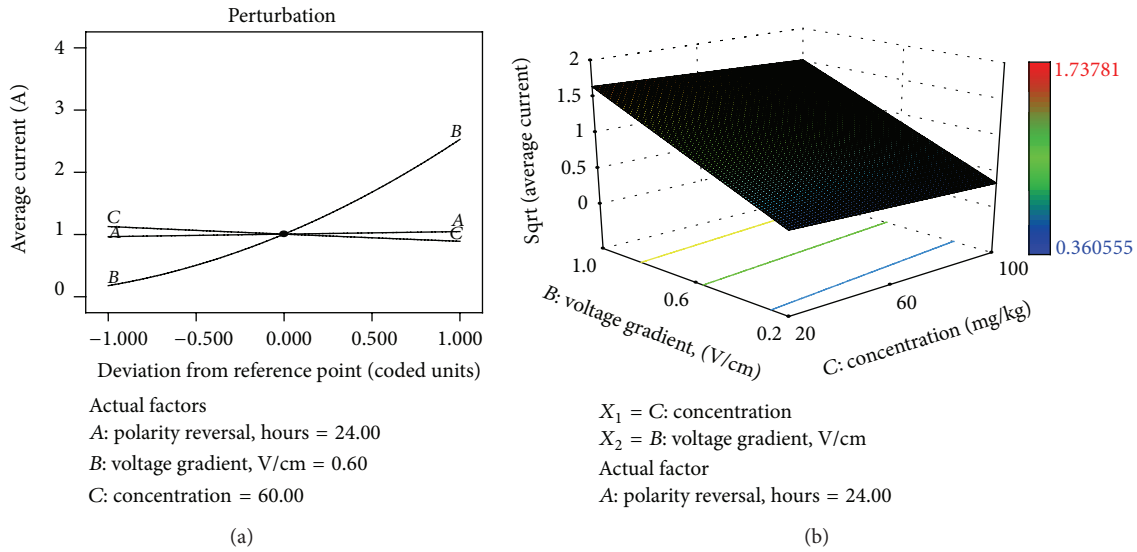 Perturbation
4
3
2
1
0
Average current (A)
B
C
A
B
A
C
−1.000
−0.500
0.000
0.500
1.000
Deviation from reference point (coded units)
Actual factors
A: polarity reversal, hours = 24.00
B: voltage gradient, V/cm = 0.60
C: concentration = 60.00
(a)
2
1.5
1
0.5
0
Sqrt (average current)
1.0
0.6
0.2
B: voltage gradient, (V/cm)
20
60
100
C: concentration (mg/kg)
1.73781
0.360555
X1 = C: concentration
X2 = B: voltage gradient, V/cm
Actual factor
A: polarity reversal, hours = 24.00
(b)